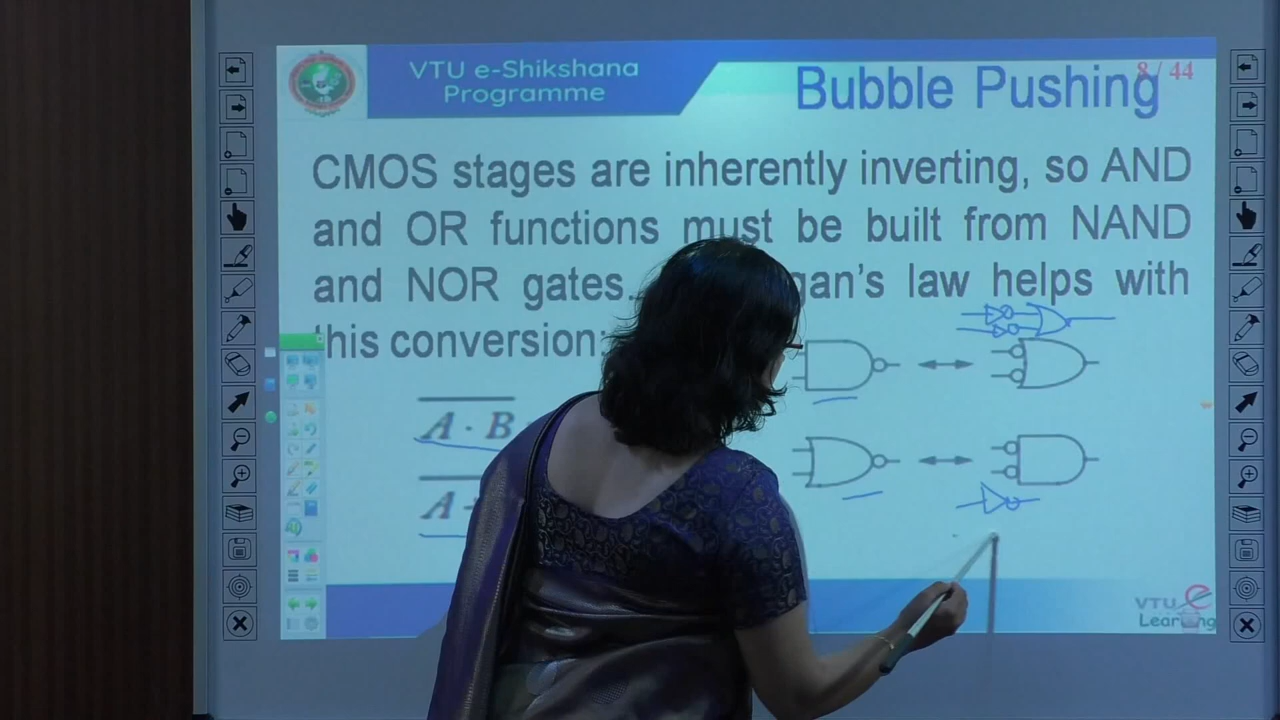 VTU e-Shikshana
Programme
Bubble Pushing
8 / 44
CMOS stages are inherently inverting, so AND
and OR functions must be built from NAND
and NOR gates. gan's law helps with
this conversion:
A · B
A +
VTU e
Learning